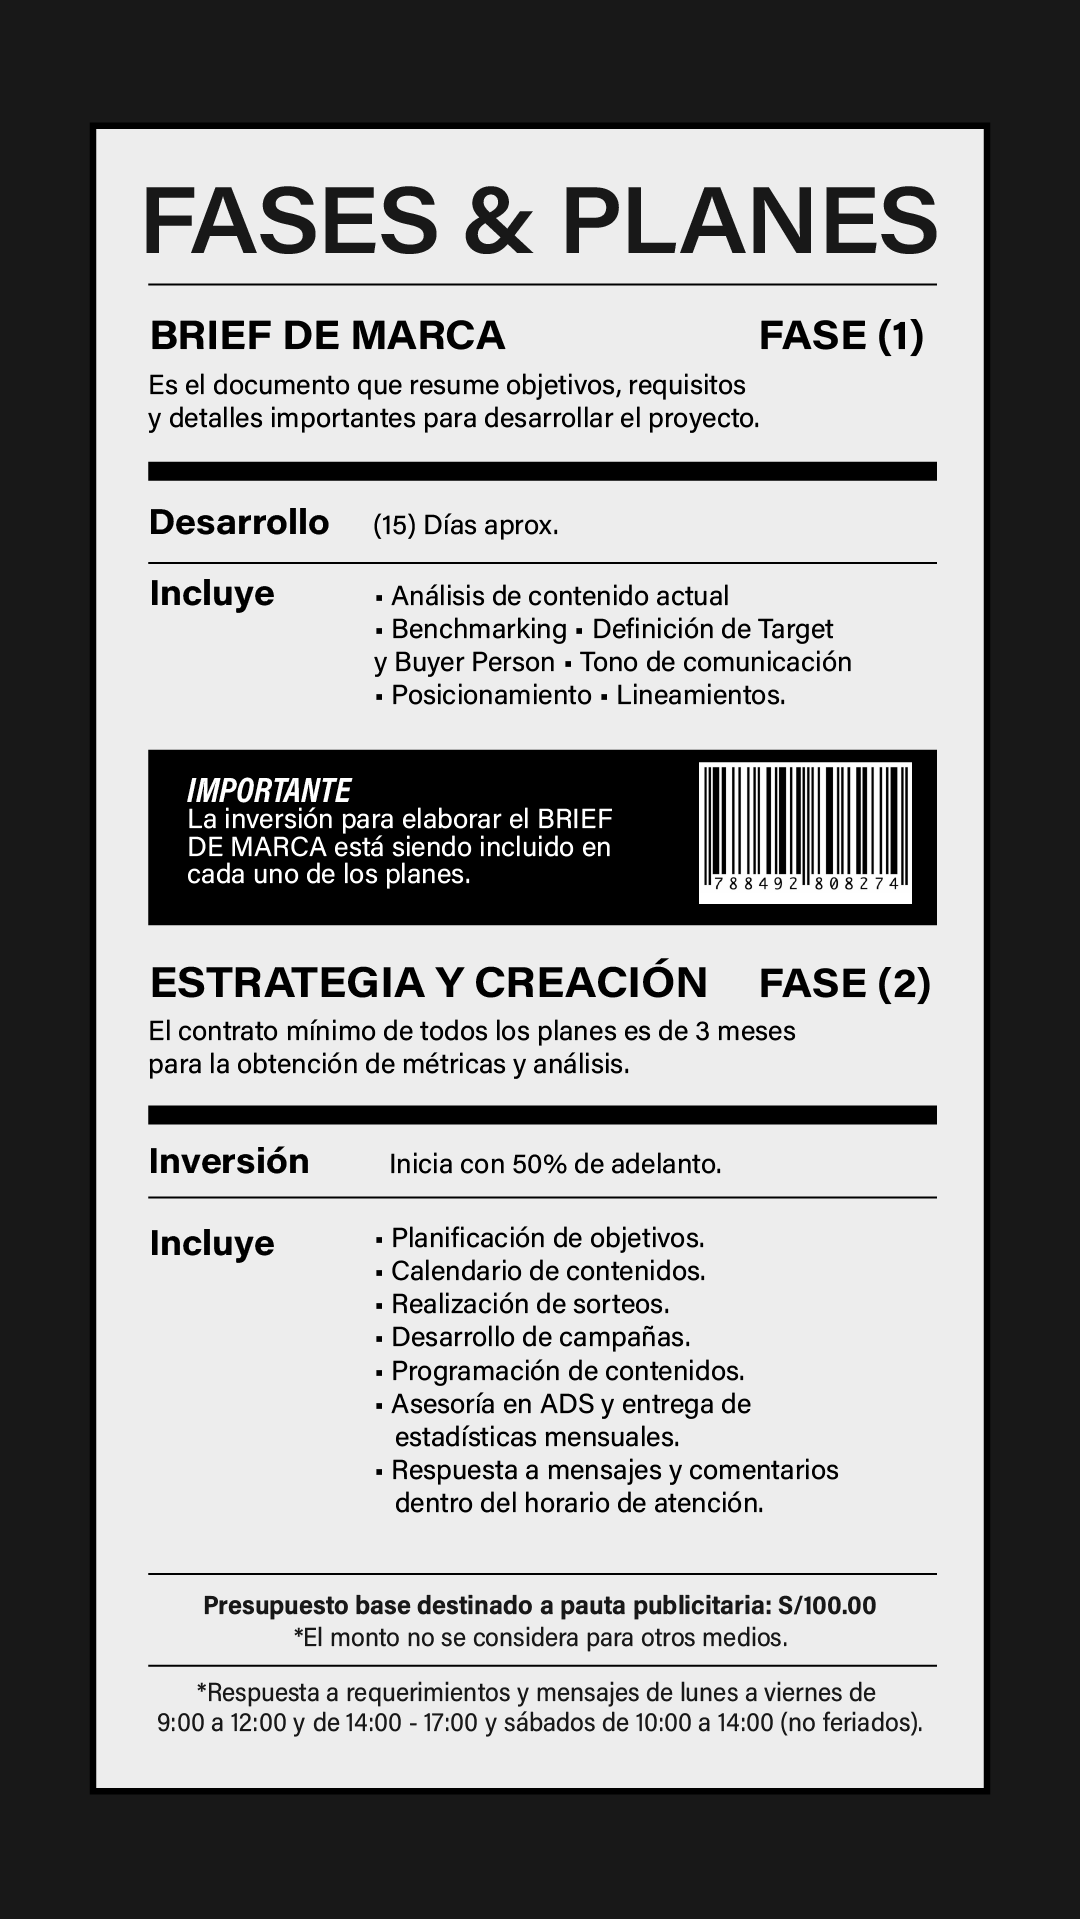 FASES & PLANES
BRIEF DE MARCA FASE (1)
Es el documento que resume objetivos, requisitos
y detalles importantes para desarrollar el proyecto.
Desarrollo (15) Días aprox.
Incluye ▪ Análisis de contenido actual
▪ Benchmarking ▪ Definición de Target
y Buyer Person ▪ Tono de comunicación
▪ Posicionamiento ▪ Lineamientos.
IMPORTANTE
La inversión para elaborar el BRIEF
DE MARCA está siendo incluido en
cada uno de los planes.
788492 808274
ESTRATEGIA Y CREACIÓN FASE (2)
El contrato mínimo de todos los planes es de 3 meses
para la obtención de métricas y análisis.
Inversión Inicia con 50% de adelanto.
Incluye ▪ Planificación de objetivos.
▪ Calendario de contenidos.
▪ Realización de sorteos.
▪ Desarrollo de campañas.
▪ Programación de contenidos.
▪ Asesoría en ADS y entrega de
estadísticas mensuales.
▪ Respuesta a mensajes y comentarios
dentro del horario de atención.
Presupuesto base destinado a pauta publicitaria: S/100.00
*El monto no se considera para otros medios.
*Respuesta a requerimientos y mensajes de lunes a viernes de
9:00 a 12:00 y de 14:00 - 17:00 y sábados de 10:00 a 14:00 (no feriados).